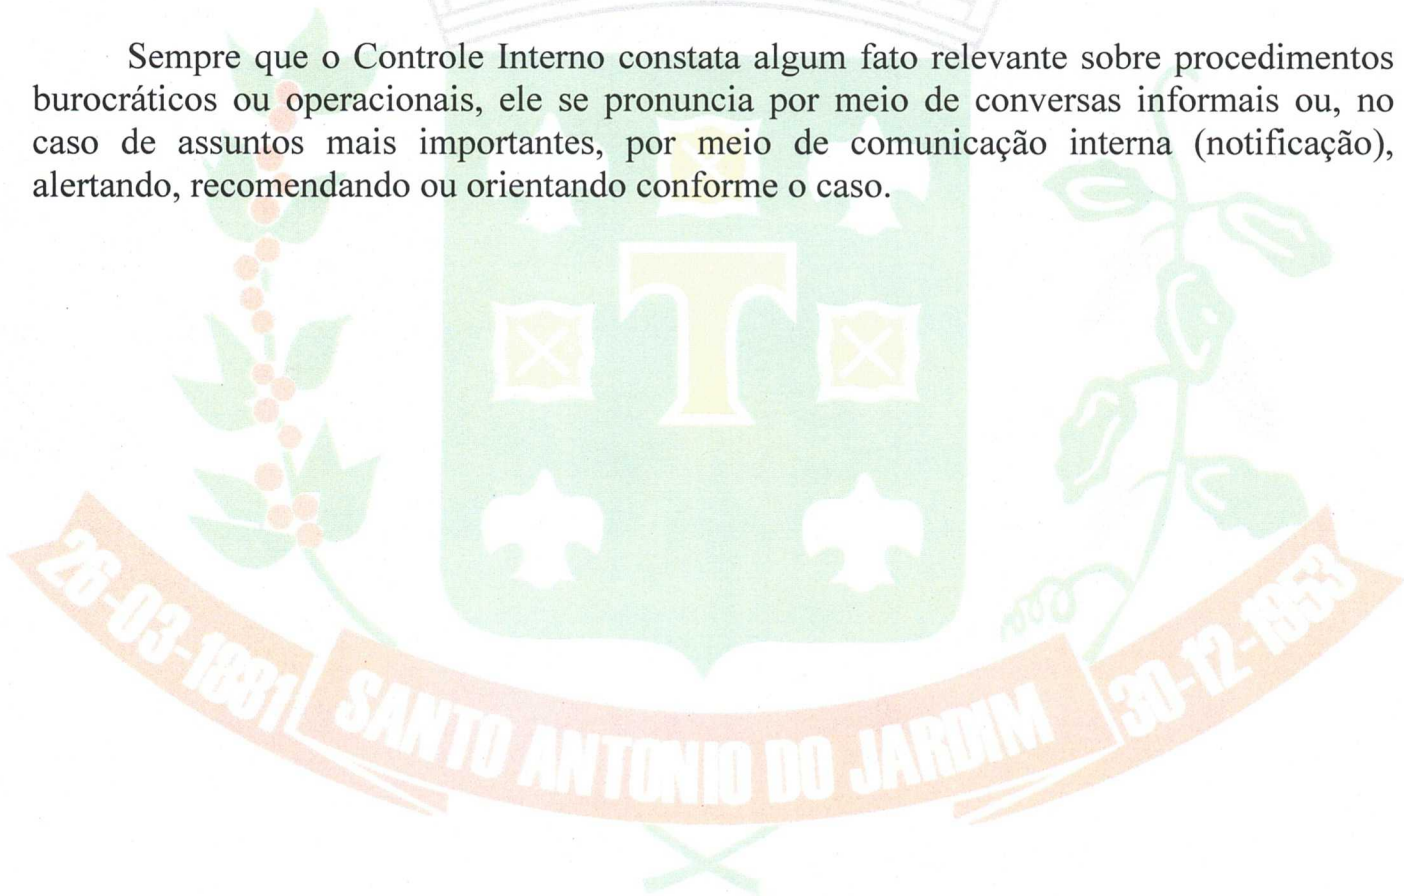 Sempre que o Controle Interno constata algum fato relevante sobre procedimentos
burocráticos ou operacionais, ele se pronuncia por meio de conversas informais ou, no
caso de assuntos mais importantes, por meio de comunicação interna (notificação),
alertando, recomendando ou orientando conforme o caso.
T
26-03-1881
SANTO ANTONIO DO JARDIM
30-12-1953